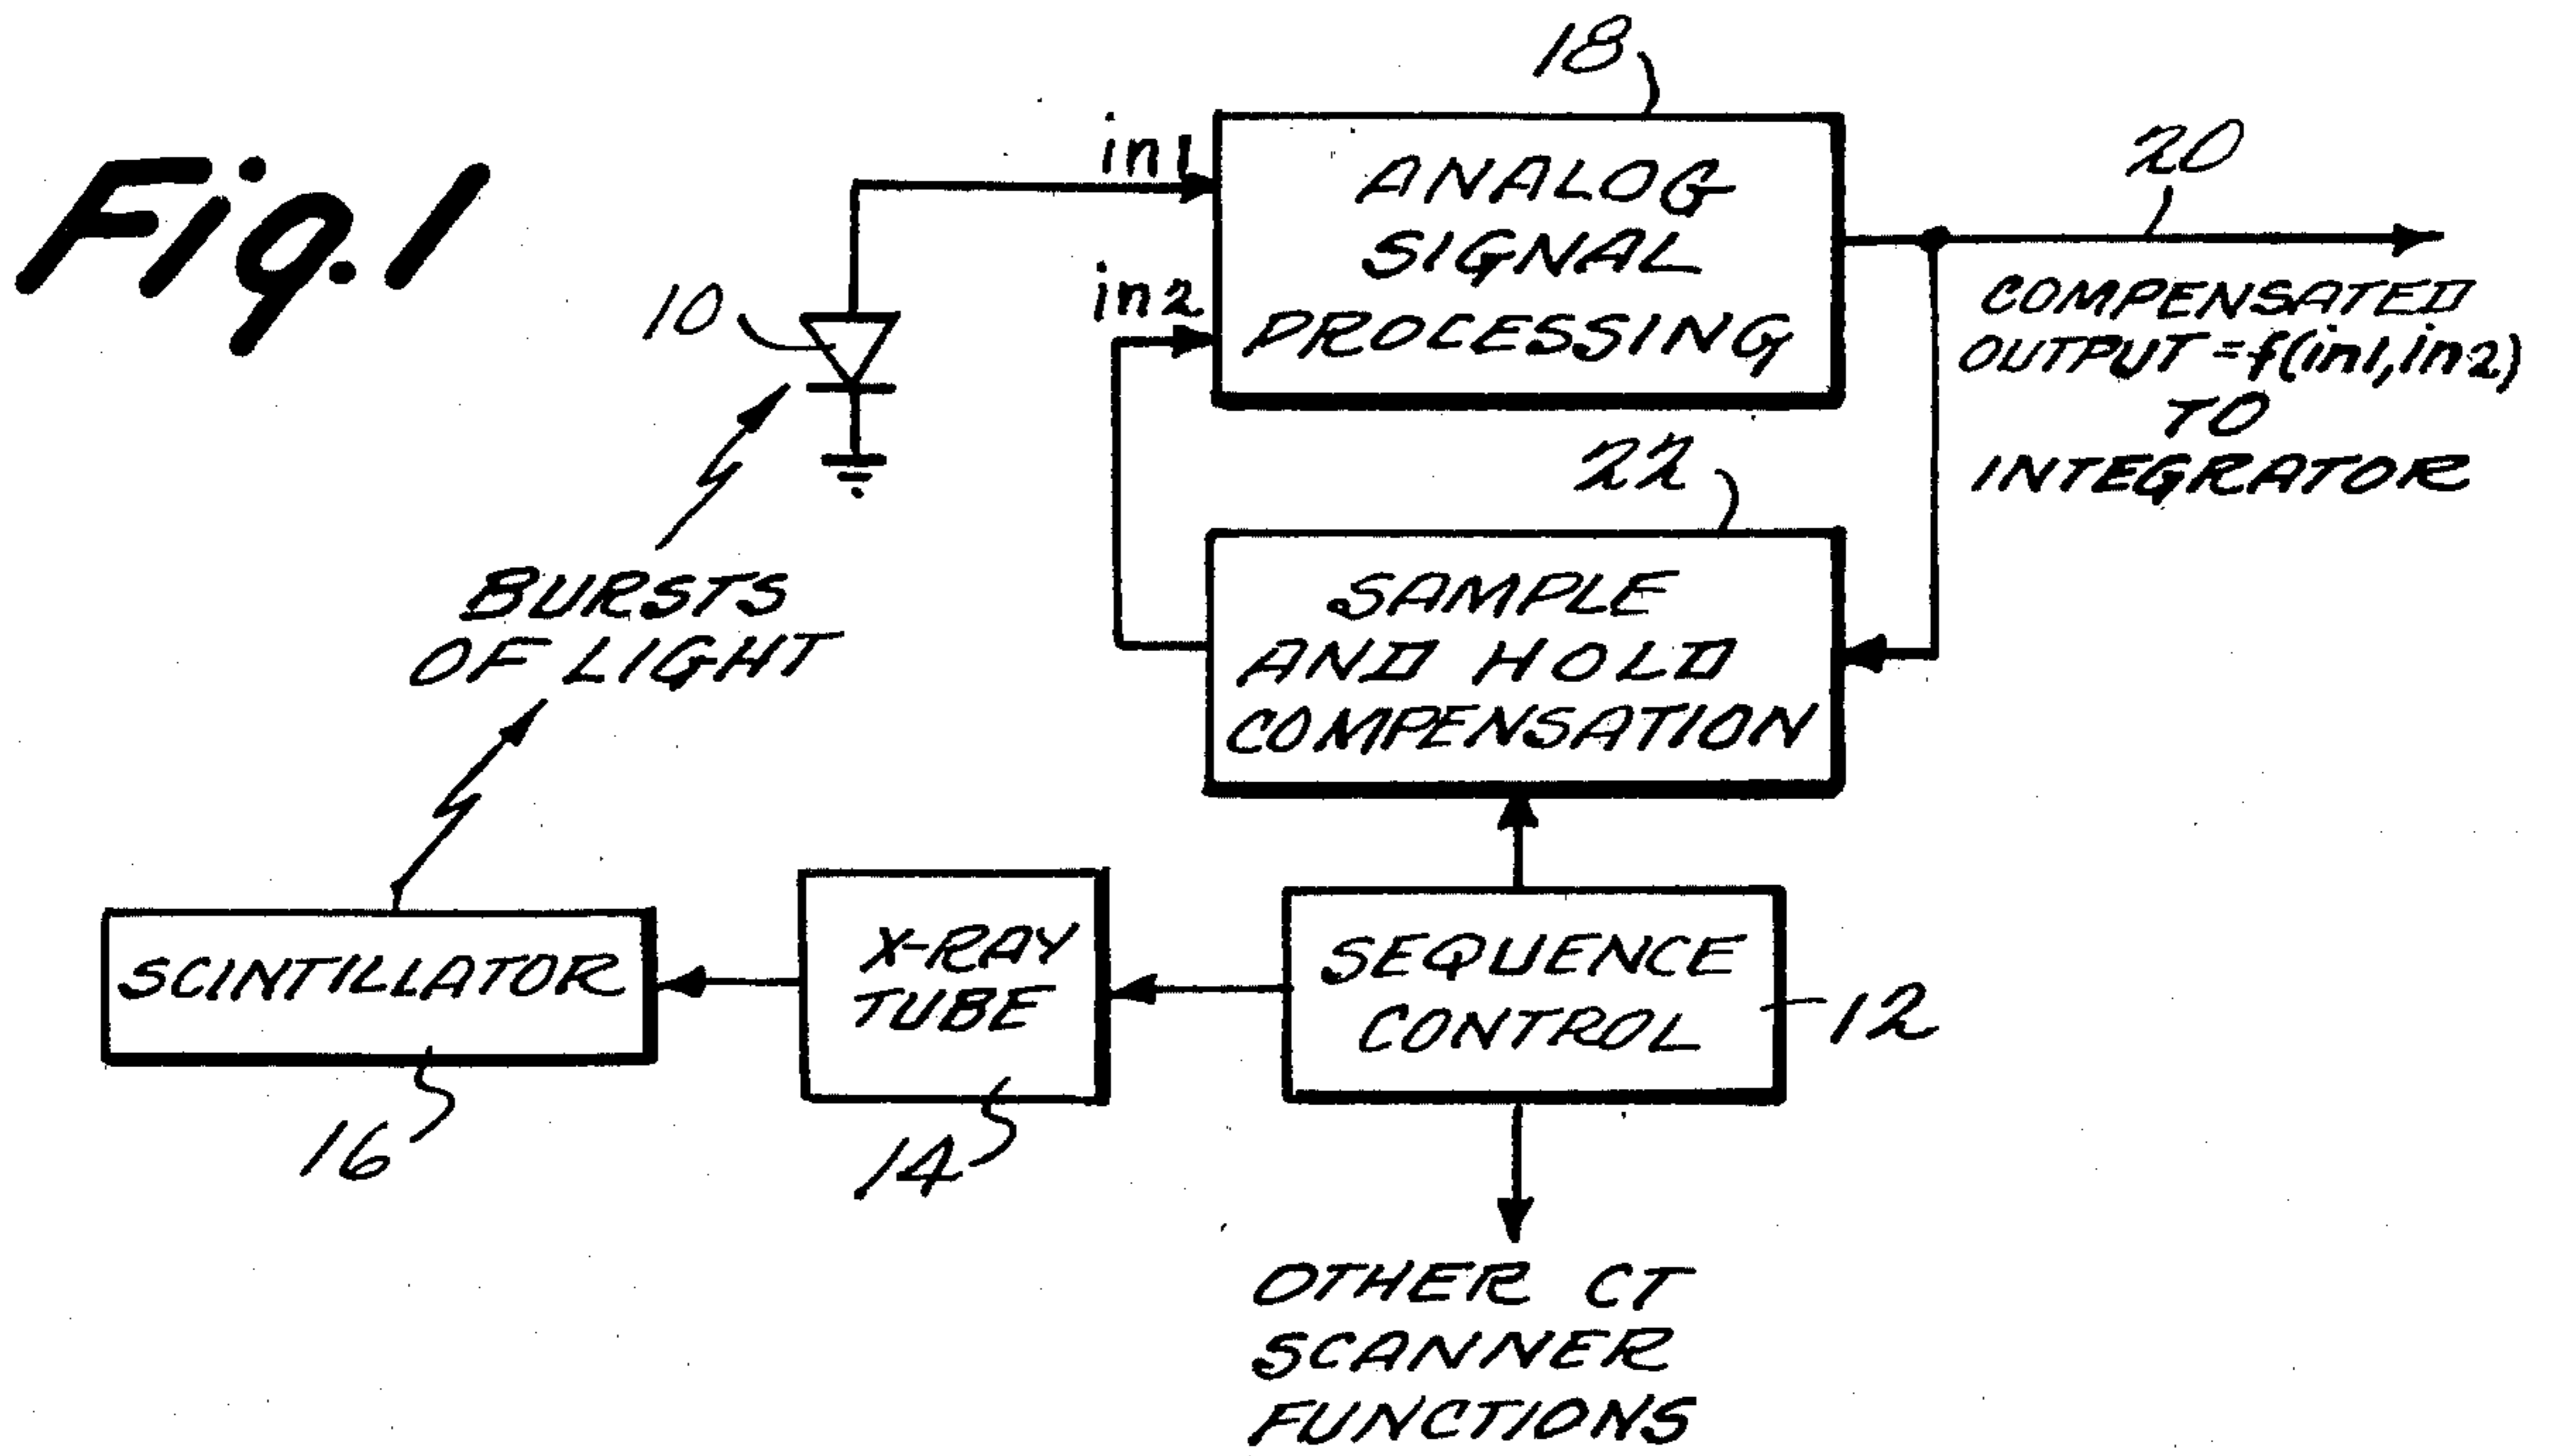 Fig.1
18
in1
ANALOG
SIGNAL
PROCESSING
20
in2
10
COMPENSATED
OUTPUT = f(in1, in2)
TO
INTEGRATOR
22
BURSTS
OF LIGHT
SAMPLE
AND HOLD
COMPENSATION
SCINTILLATOR
16
X-RAY
TUBE
14
SEQUENCE
CONTROL
12
OTHER CT
SCANNER
FUNCTIONS